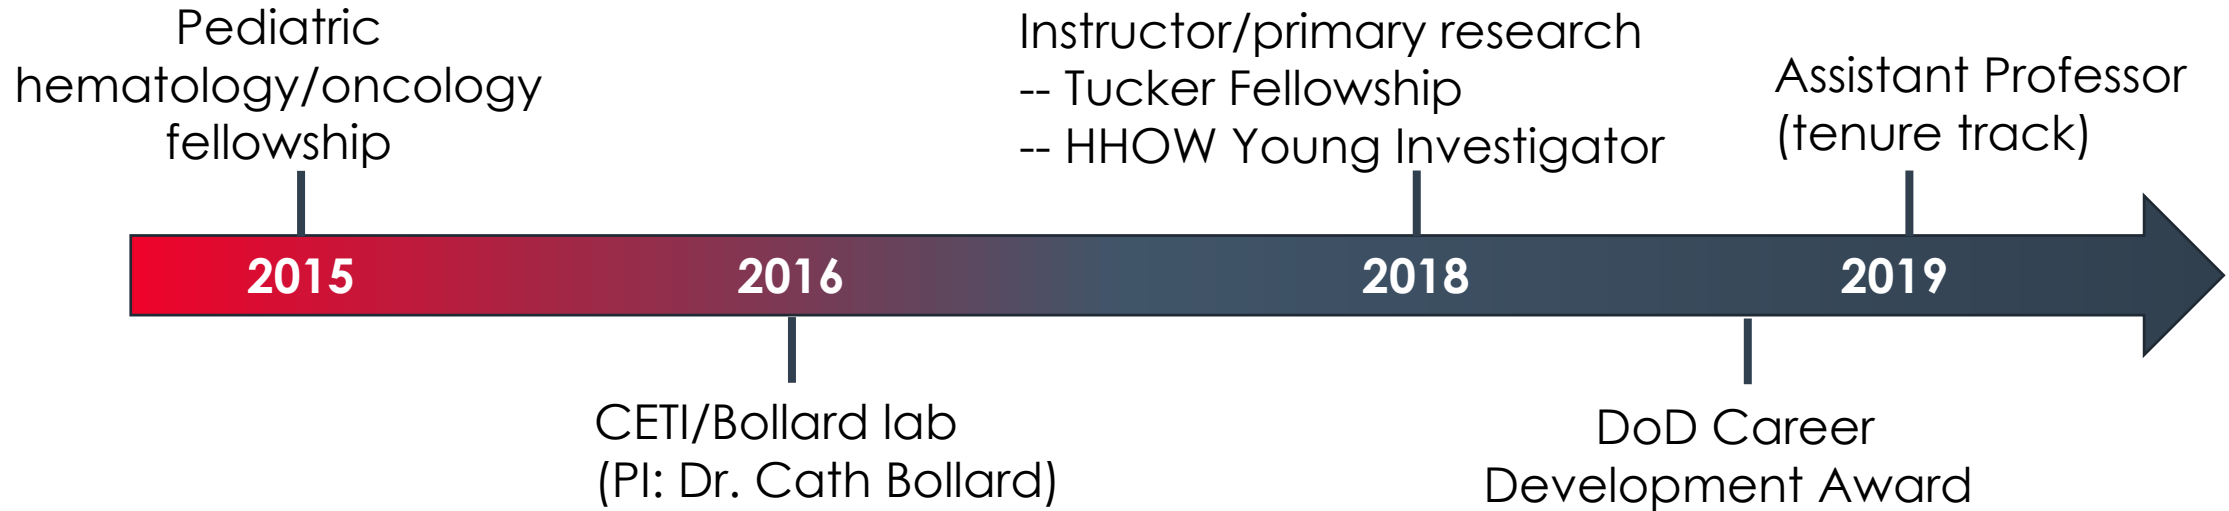 Pediatric
hematology/oncology
fellowship
Instructor/primary research
-- Tucker Fellowship
-- HHOW Young Investigator
Assistant Professor
(tenure track)
2015
2016
2018
2019
CETI/Bollard lab
(PI: Dr. Cath Bollard)
DoD Career
Development Award